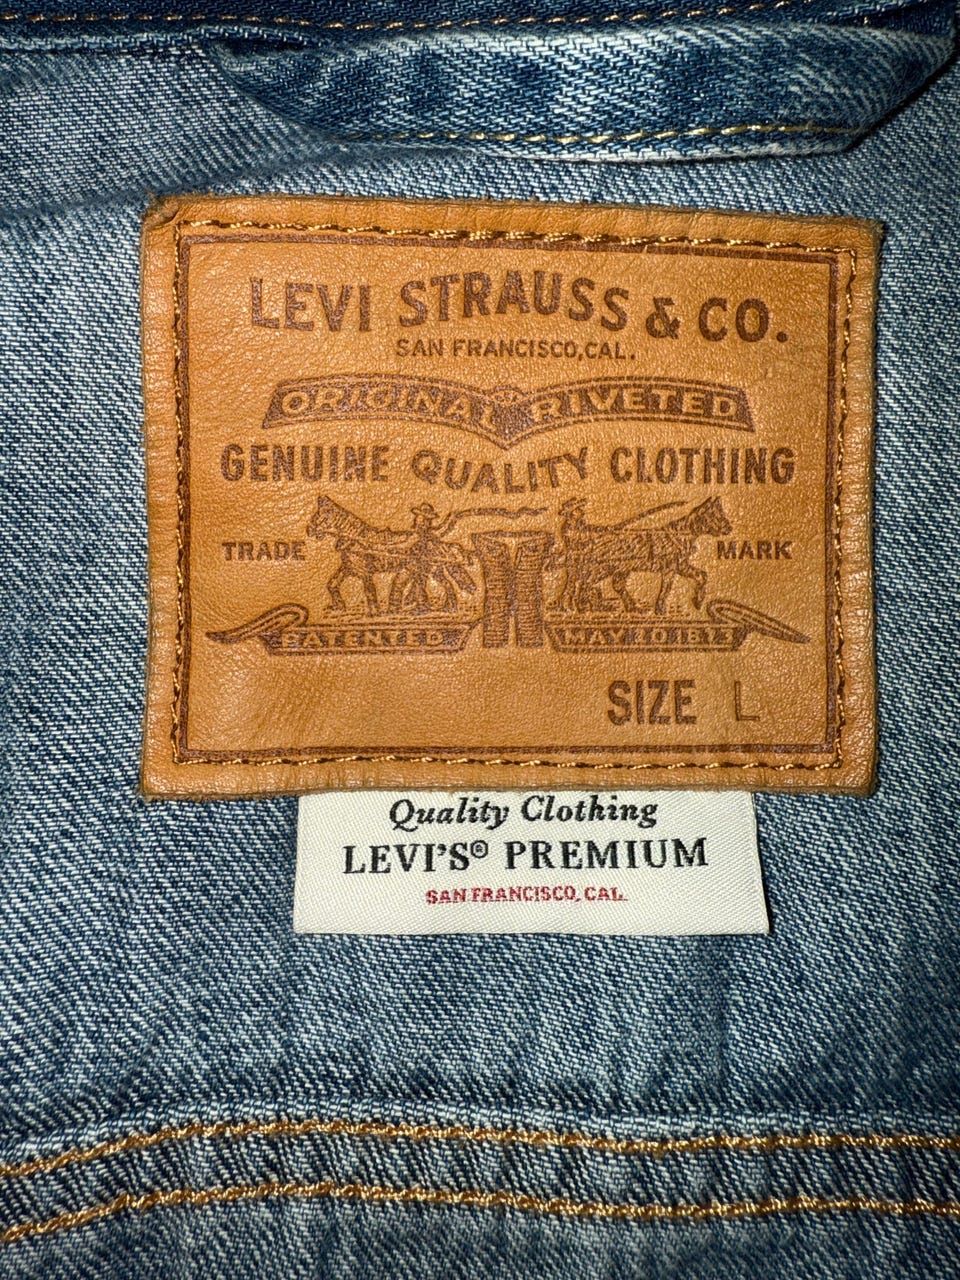 LEVI STRAUSS & CO.
SAN FRANCISCO, CAL.
ORIGINAL RIVETED
GENUINE QUALITY CLOTHING
TRADE MARK
PATENTED MAY 20 1873
SIZE L
Quality Clothing
LEVI'S® PREMIUM
SAN FRANCISCO, CAL.